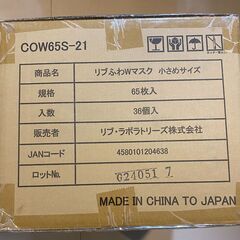 COW65S-21
商品名 リブふわWマスク 小さめサイズ
規格 65枚入
入数 36個入
販売者 リブ・ラボラトリーズ株式会社
JANコード 4580101204638
ロットNo. G24051 7
MADE IN CHINA TO JAPAN